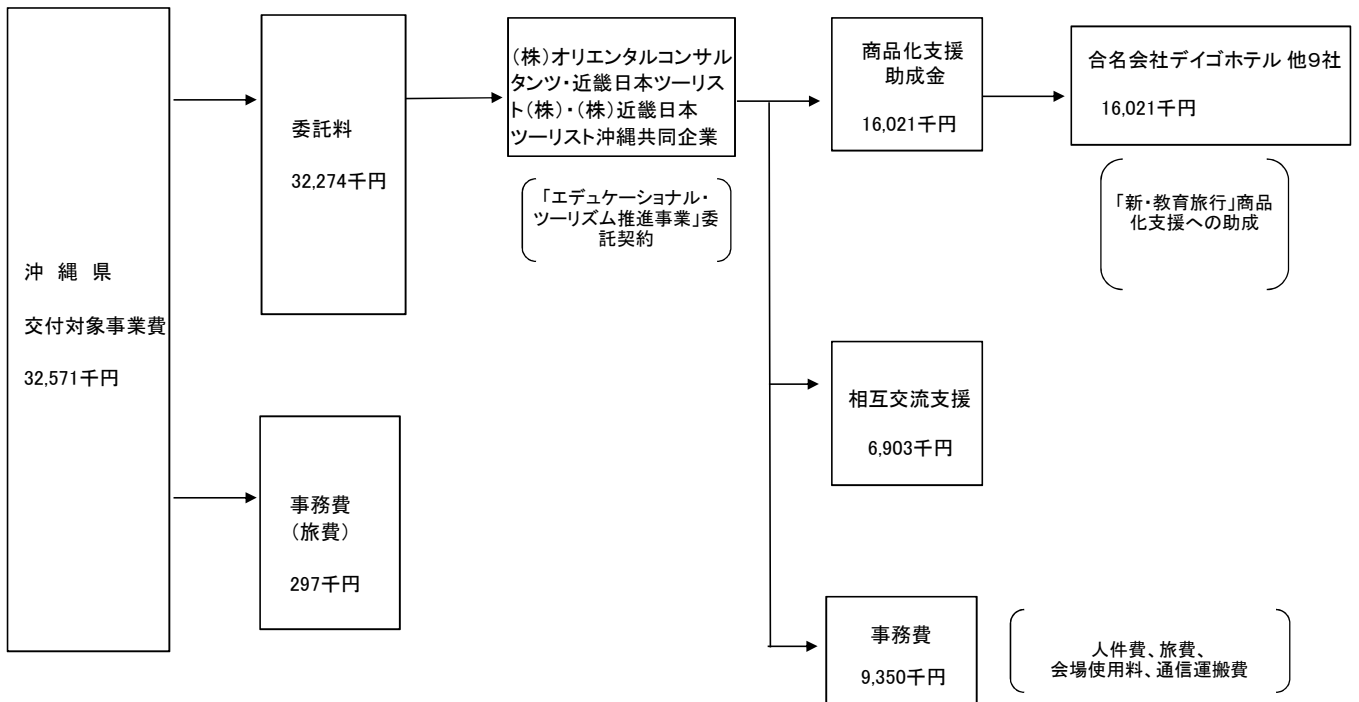 沖 縄 県
交付対象事業費
32,571千円
委託料
32,274千円
事務費
（旅費）
297千円
（株）オリエンタルコンサル
タンツ・近畿日本ツーリス
ト（株）・（株）近畿日本
ツーリスト沖縄共同企業
「エデュケーショナル・
ツーリズム推進事業」委
託契約
商品化支援
助成金
16,021千円
合名会社デイゴホテル 他９社
16,021千円
「新・教育旅行」商品
化支援への助成
相互交流支援
6,903千円
事務費
9,350千円
人件費、旅費、
会場使用料、通信運搬費